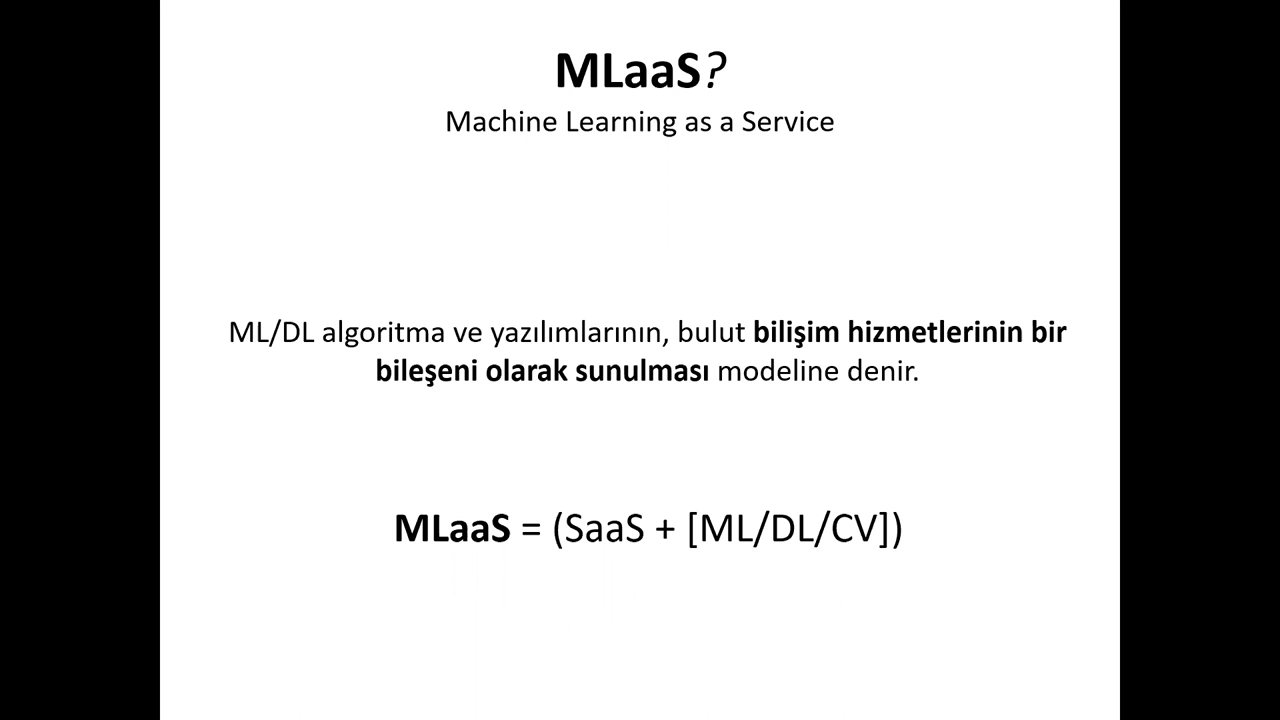 MLaaS?
Machine Learning as a Service
ML/DL algoritma ve yazılımlarının, bulut bilişim hizmetlerinin bir
bileşeni olarak sunulması modeline denir.
MLaaS = (SaaS + [ML/DL/CV])